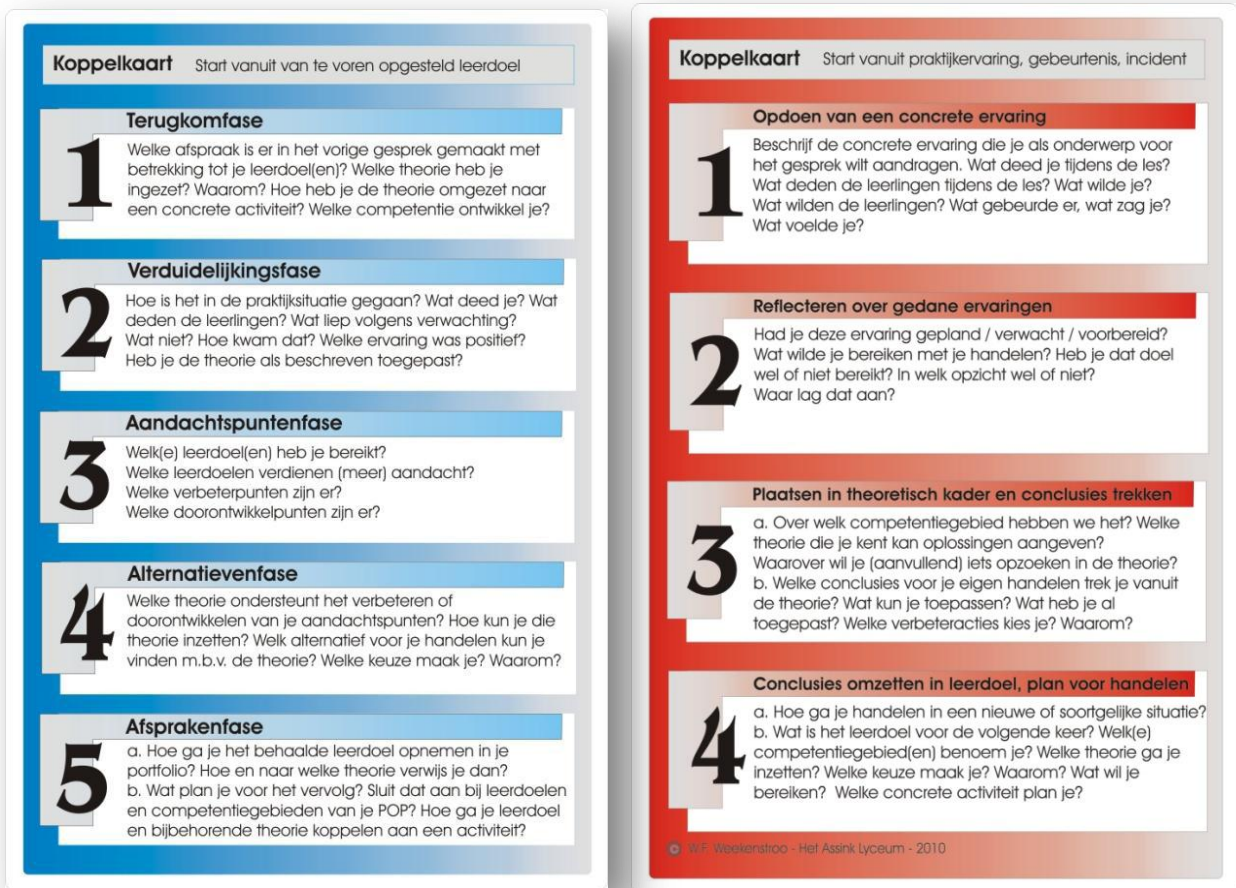 Koppelkaart Start vanuit van te voren opgesteld leerdoel
1
Terugkomfase
Welke afspraak is er in het vorige gesprek gemaakt met
betrekking tot je leerdoel(en)? Welke theorie heb je
ingezet? Waarom? Hoe heb je de theorie omgezet naar
een concrete activiteit? Welke competentie ontwikkel je?
2
Verduidelijkingsfase
Hoe is het in de praktijksituatie gegaan? Wat deed je? Wat
deden de leerlingen? Wat liep volgens verwachting?
Wat niet? Hoe kwam dat? Welke ervaring was positief?
Heb je de theorie als beschreven toegepast?
3
Aandachtspuntenfase
Welk(e) leerdoel(en) heb je bereikt?
Welke leerdoelen verdienen (meer) aandacht?
Welke verbeterpunten zijn er?
Welke doorontwikkelpunten zijn er?
4
Alternatievenfase
Welke theorie ondersteunt het verbeteren of
doorontwikkelen van je aandachtspunten? Hoe kun je die
theorie inzetten? Welk alternatief voor je handelen kun je
vinden m.b.v. de theorie? Welke keuze maak je? Waarom?
5
Afsprakenfase
a. Hoe ga je het behaalde leerdoel opnemen in je
portfolio? Hoe en naar welke theorie verwijs je dan?
b. Wat plan je voor het vervolg? Sluit dat aan bij leerdoelen
en competentiegebieden van je POP? Hoe ga je leerdoel
en bijbehorende theorie koppelen aan een activiteit?
Koppelkaart Start vanuit praktijkervaring, gebeurtenis, incident
1
Opdoen van een concrete ervaring
Beschrijf de concrete ervaring die je als onderwerp voor
het gesprek wilt aandragen. Wat deed je tijdens de les?
Wat deden de leerlingen tijdens de les? Wat wilde je?
Wat wilden de leerlingen? Wat gebeurde er, wat zag je?
Wat voelde je?
2
Reflecteren over gedane ervaringen
Had je deze ervaring gepland / verwacht / voorbereid?
Wat wilde je bereiken met je handelen? Heb je dat doel
wel of niet bereikt? In welk opzicht wel of niet?
Waar lag dat aan?
3
Plaatsen in theoretisch kader en conclusies trekken
a. Over welk competentiegebied hebben we het? Welke
theorie die je kent kan oplossingen aangeven?
Waarover wil je (aanvullend) iets opzoeken in de theorie?
b. Welke conclusies voor je eigen handelen trek je vanuit
de theorie? Wat kun je toepassen? Wat heb je al
toegepast? Welke verbeteracties kies je? Waarom?
4
Conclusies omzetten in leerdoel, plan voor handelen
a. Hoe ga je handelen in een nieuwe of soortgelijke situatie?
b. Wat is het leerdoel voor de volgende keer? Welk(e)
competentiegebied(en) benoem je? Welke theorie ga je
inzetten? Welke keuze maak je? Waarom? Wat wil je
bereiken? Welke concrete activiteit plan je?
W.F. Weekenstroo - Het Assink Lyceum - 2010